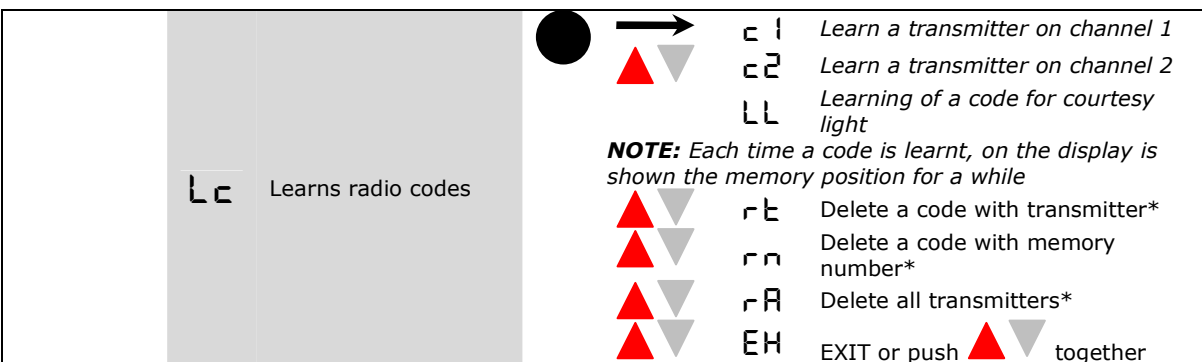 c1 Learn a transmitter on channel 1
c2 Learn a transmitter on channel 2
LL Learning of a code for courtesy
light
NOTE: Each time a code is learnt, on the display is
shown the memory position for a while
Lc Learns radio codes
rt Delete a code with transmitter*
rn Delete a code with memory
number*
rA Delete all transmitters*
EH EXIT or push together